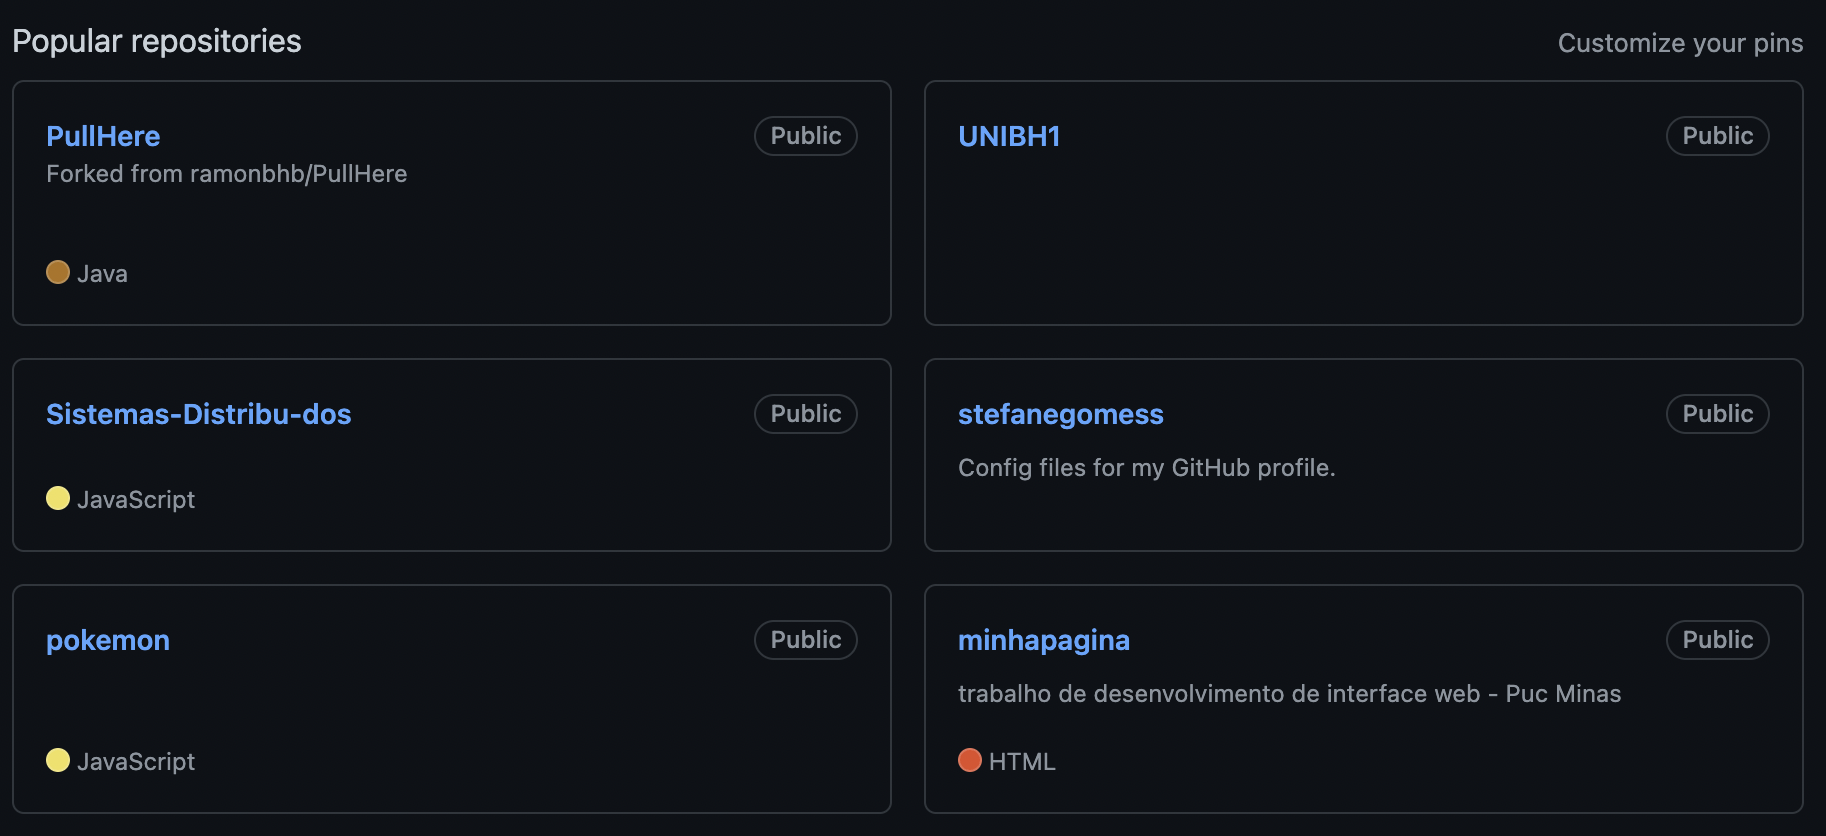 Popular repositories
Customize your pins
PullHere
Public
Forked from ramonbhb/PullHere
Java
UNIBH1
Public
Sistemas-Distribu-dos
Public
JavaScript
stefanegomess
Public
Config files for my GitHub profile.
pokemon
Public
JavaScript
minhapagina
Public
trabalho de desenvolvimento de interface web - Puc Minas
HTML